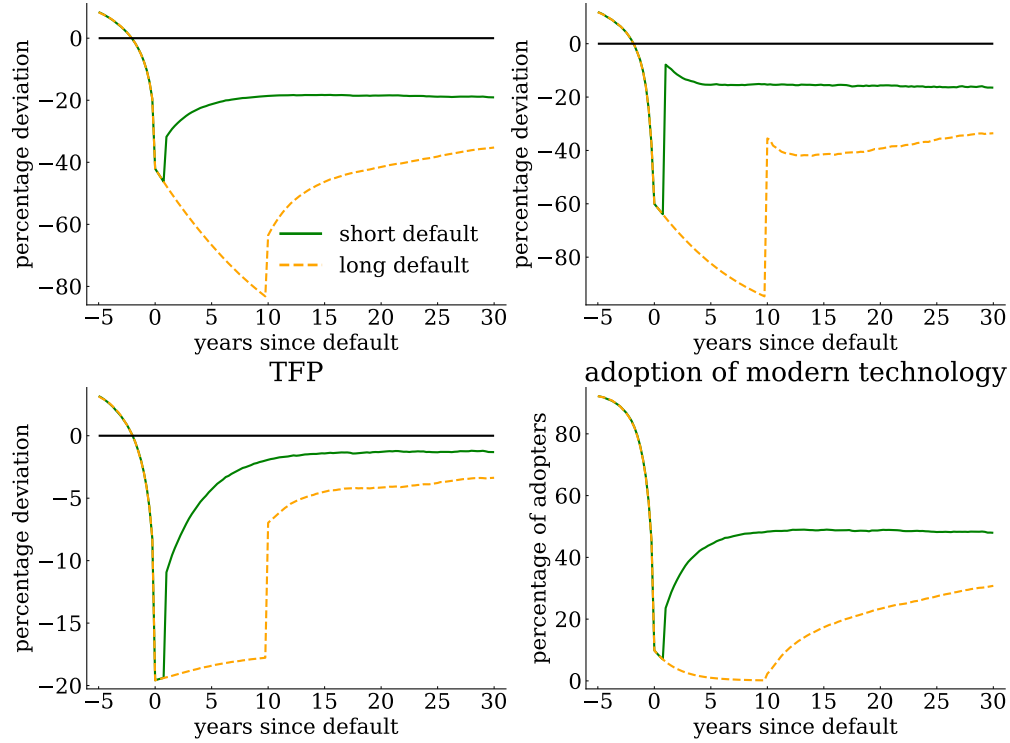 percentage deviation
0
−20
−40
−60
−80
short default
long default
−5 0 5 10 15 20 25 30
years since default
percentage deviation
0
−20
−40
−60
−80
−5 0 5 10 15 20 25 30
years since default
TFP
percentage deviation
0
−5
−10
−15
−20
−5 0 5 10 15 20 25 30
years since default
adoption of modern technology
percentage of adopters
80
60
40
20
0
−5 0 5 10 15 20 25 30
years since default